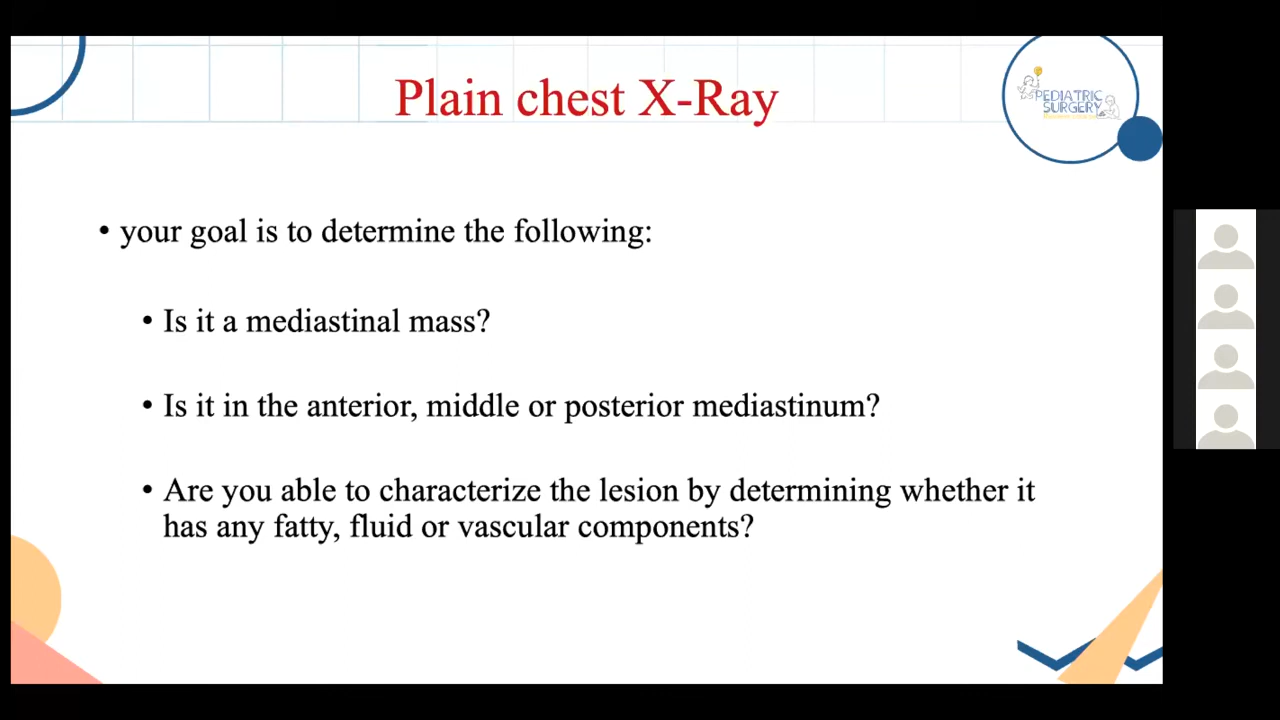 Plain chest X-Ray
PEDIATRIC
SURGERY
• your goal is to determine the following:
• Is it a mediastinal mass?
• Is it in the anterior, middle or posterior mediastinum?
• Are you able to characterize the lesion by determining whether it
has any fatty, fluid or vascular components?